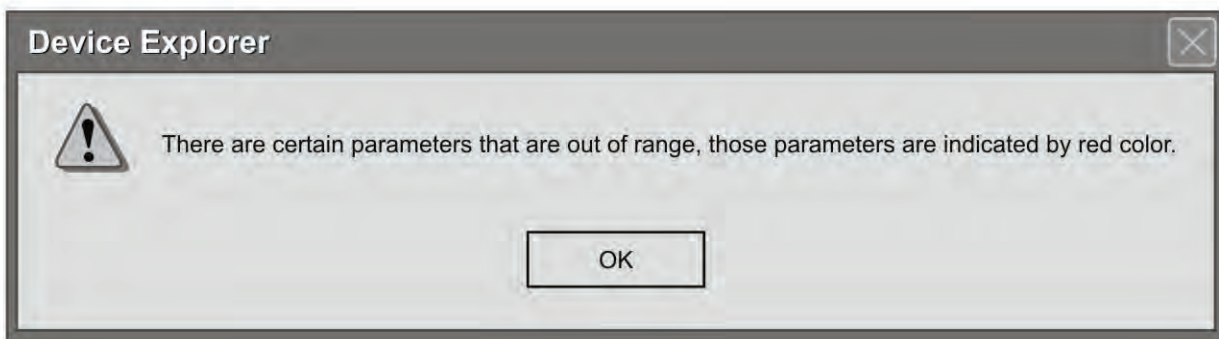 Device Explorer
There are certain parameters that are out of range, those parameters are indicated by red color.
OK